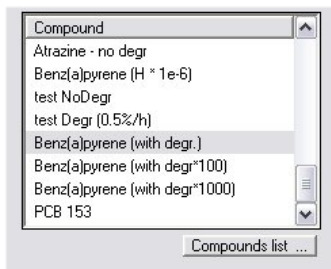 Compound
Atrazine - no degr
Benz(a)pyrene (H * 1e-6)
test NoDegr
test Degr (0.5%/h)
Benz(a)pyrene (with degr.)
Benz(a)pyrene (with degr*100)
Benz(a)pyrene (with degr*1000)
PCB 153
Compounds list ...